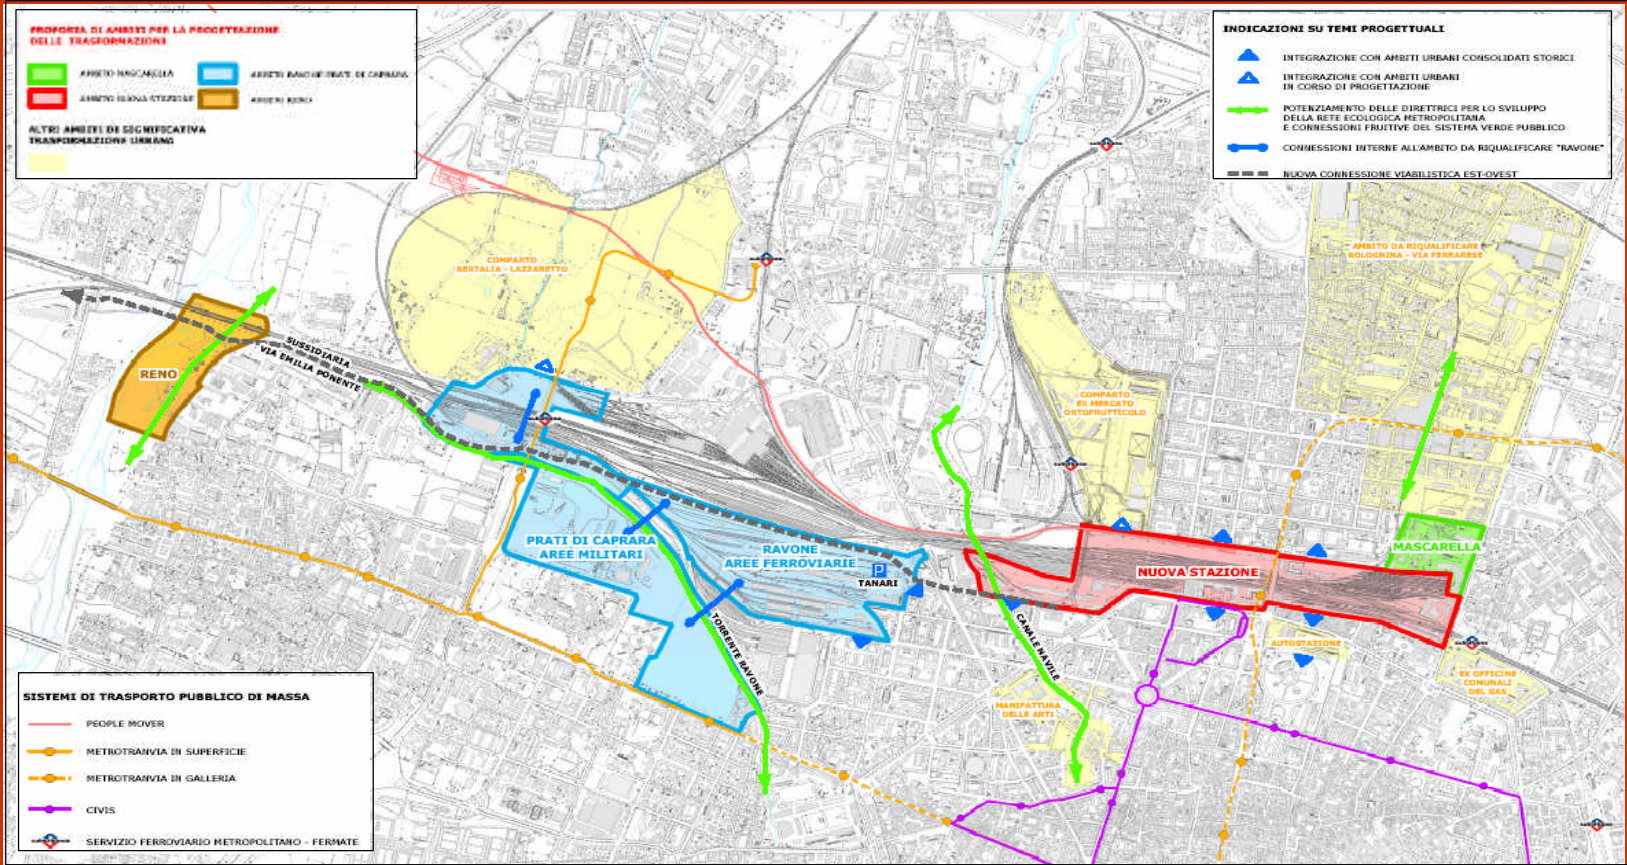 PROPOSTA DI AMBITI PER LA PROGETTAZIONE
DELLE TRASFORMAZIONI
AMBITO MASCARELLA
AMBITO RAVONE PRATI DI CAPRARA
AMBITO NUOVA STAZIONE
AMBITO RENO
ALTRI AMBITI DI SIGNIFICATIVA
TRASFORMAZIONE URBANA
INDICAZIONI SU TEMI PROGETTUALI
INTEGRAZIONE CON AMBITI URBANI CONSOLIDATI STORICI
INTEGRAZIONE CON AMBITI URBANI
IN CORSO DI PROGETTAZIONE
POTENZIAMENTO DELLE DIRETTRICI PER LO SVILUPPO
DELLA RETE ECOLOGICA METROPOLITANA
E CONNESSIONI FRUITIVE DEL SISTEMA VERDE PUBBLICO
CONNESSIONI INTERNE ALL'AMBITO DA RIQUALIFICARE "RAVONE"
NUOVA CONNESSIONE VIABILISTICA EST-OVEST
COMPARTO
BERTALIA - LAZZARETTO
AMBITO DA RIQUALIFICARE
BOLOGNINA - VIA FERRARESE
SUSSIDIARIA
VIA EMILIA PONENTE
RENO
COMPARTO
EX MERCATO
ORTOFRUTTICOLO
PRATI DI CAPRARA
AREE MILITARI
RAVONE
AREE FERROVIARIE
P
TANARI
NUOVA STAZIONE
MASCARELLA
TORRENTE RAVONE
CANALE NAVILE
AUTOSTAZIONE
EX OFFICINE
COMUNALI
DEL GAS
MANIFATTURA
DELLE ARTI
SISTEMI DI TRASPORTO PUBBLICO DI MASSA
PEOPLE MOVER
METROTRANVIA IN SUPERFICIE
METROTRANVIA IN GALLERIA
CIVIS
SERVIZIO FERROVIARIO METROPOLITANO - FERMATE